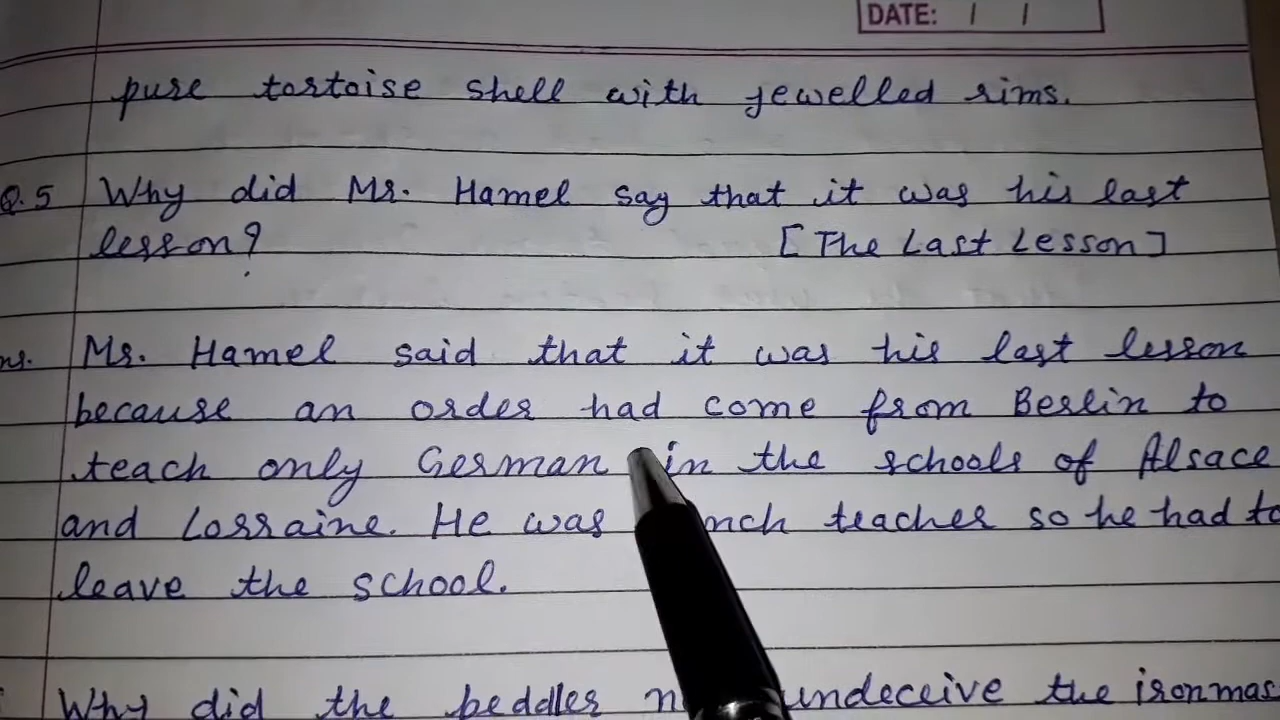 DATE: / /
pure tortoise shell with jewelled rims.
Q.5 Why did Mr. Hamel say that it was his last
lesson? [The Last Lesson]
Mr. Hamel said that it was his last lesson
because an order had come from Berlin to
teach only German in the schools of Alsace
and Lorraine. He was teacher so he had to
leave the school.
Why did the peddler undeceive the